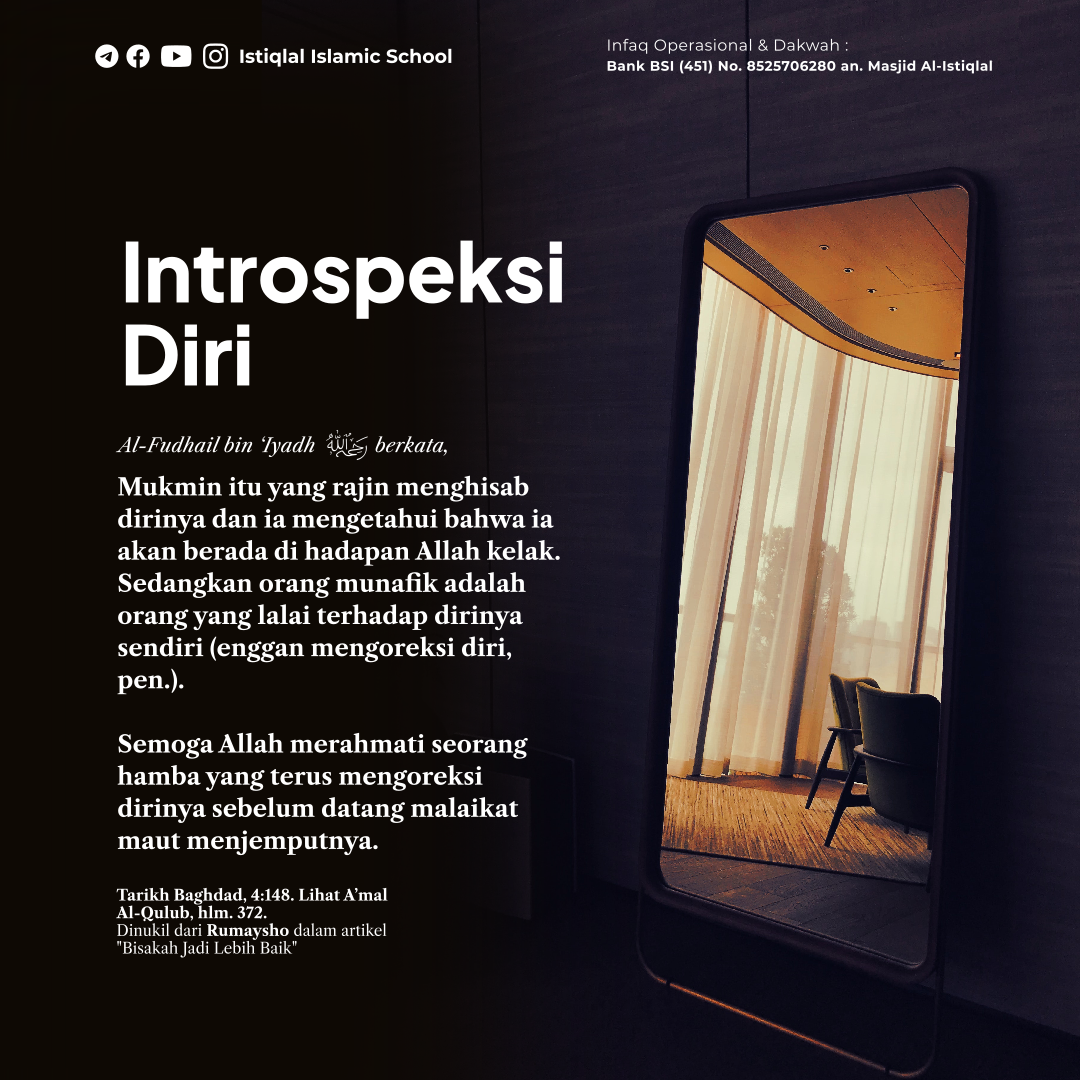 Istiqlal Islamic School
Infaq Operasional & Dakwah :
Bank BSI (451) No. 8525706280 an. Masjid Al-Istiqlal
Introspeksi
Diri
Al-Fudhail bin ‘Iyadh رحمه الله berkata,
Mukmin itu yang rajin menghisab
dirinya dan ia mengetahui bahwa ia
akan berada di hadapan Allah kelak.
Sedangkan orang munafik adalah
orang yang lalai terhadap dirinya
sendiri (enggan mengoreksi diri,
pen.).
Semoga Allah merahmati seorang
hamba yang terus mengoreksi
dirinya sebelum datang malaikat
maut menjemputnya.
Tarikh Baghdad, 4:148. Lihat A’mal
Al-Qulub, hlm. 372.
Dinukil dari Rumaysho dalam artikel
"Bisakah Jadi Lebih Baik"